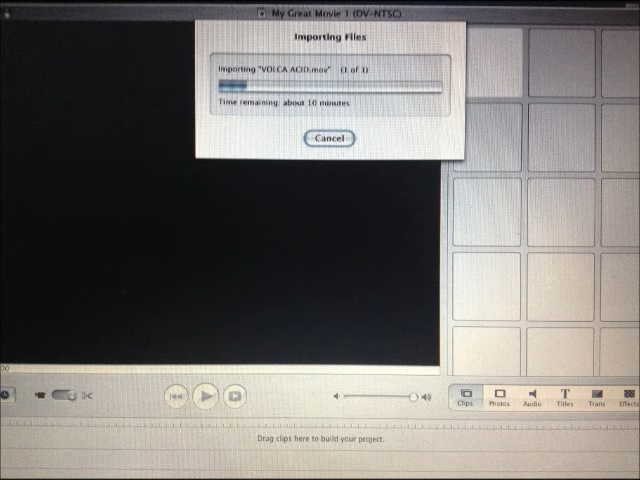 My Great Movie 1 (DV-NTSC)
Importing Files
Importing "VOLCA ACID.mov" (1 of 1)
Time remaining: about 10 minutes
Cancel
00
Clips Photos Audio Titles Trans Effects
Drag clips here to build your project.